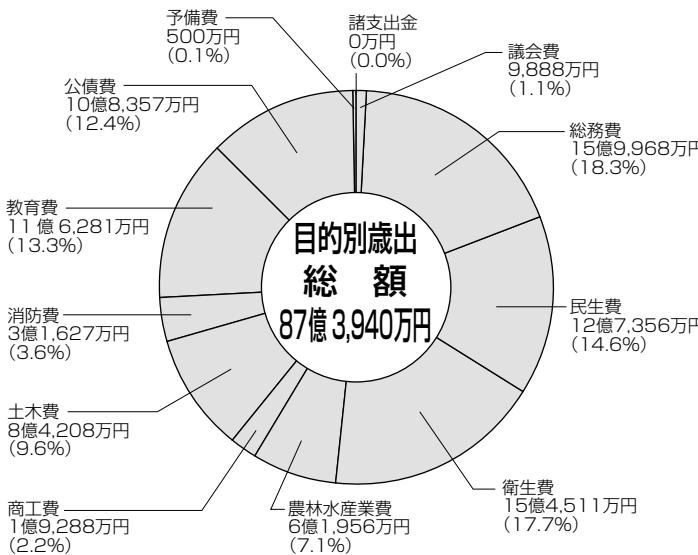 予備費
500万円
(0.1%)
諸支出金
0万円
(0.0%)
議会費
9,888万円
(1.1%)
総務費
15億9,968万円
(18.3%)
民生費
12億7,356万円
(14.6%)
衛生費
15億4,511万円
(17.7%)
農林水産業費
6億1,956万円
(7.1%)
商工費
1億9,288万円
(2.2%)
土木費
8億4,208万円
(9.6%)
消防費
3億1,627万円
(3.6%)
教育費
11億6,281万円
(13.3%)
公債費
10億8,357万円
(12.4%)
目的別歳出
総 額
87億3,940万円